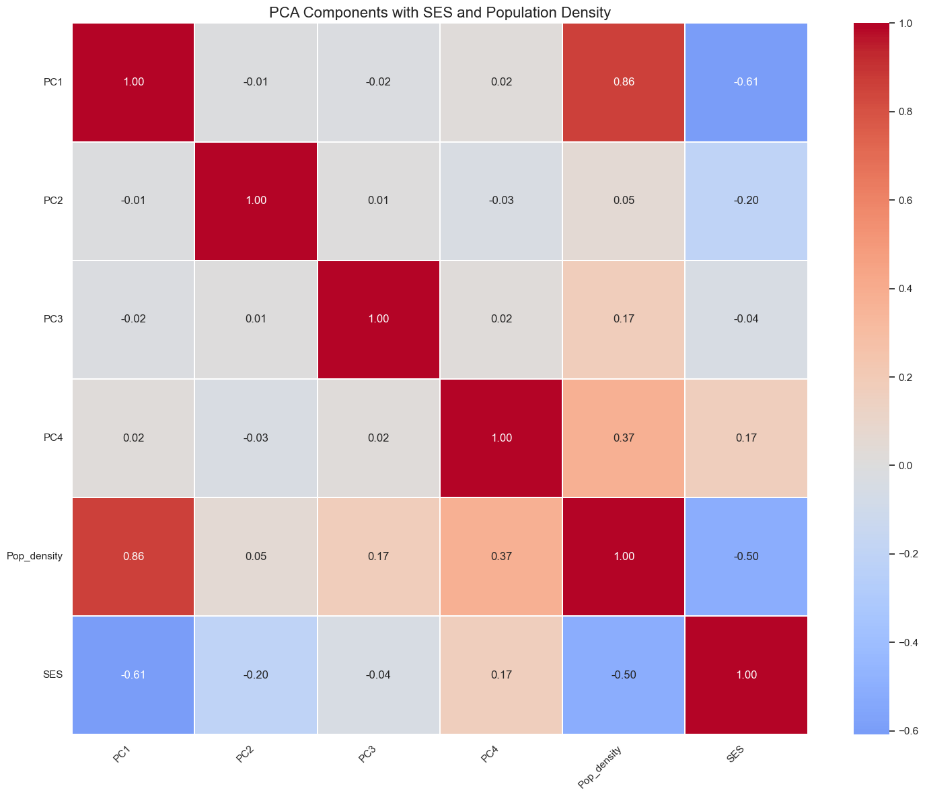 PCA Components with SES and Population Density
PC1 1.00 -0.01 -0.02 0.02 0.86 -0.61
PC2 -0.01 1.00 0.01 -0.03 0.05 -0.20
PC3 -0.02 0.01 1.00 0.02 0.17 -0.04
PC4 0.02 -0.03 0.02 1.00 0.37 0.17
Pop_density 0.86 0.05 0.17 0.37 1.00 -0.50
SES -0.61 -0.20 -0.04 0.17 -0.50 1.00
PC1 PC2 PC3 PC4 Pop_density SES
1.0
0.8
0.6
0.4
0.2
0.0
−0.2
−0.4
−0.6